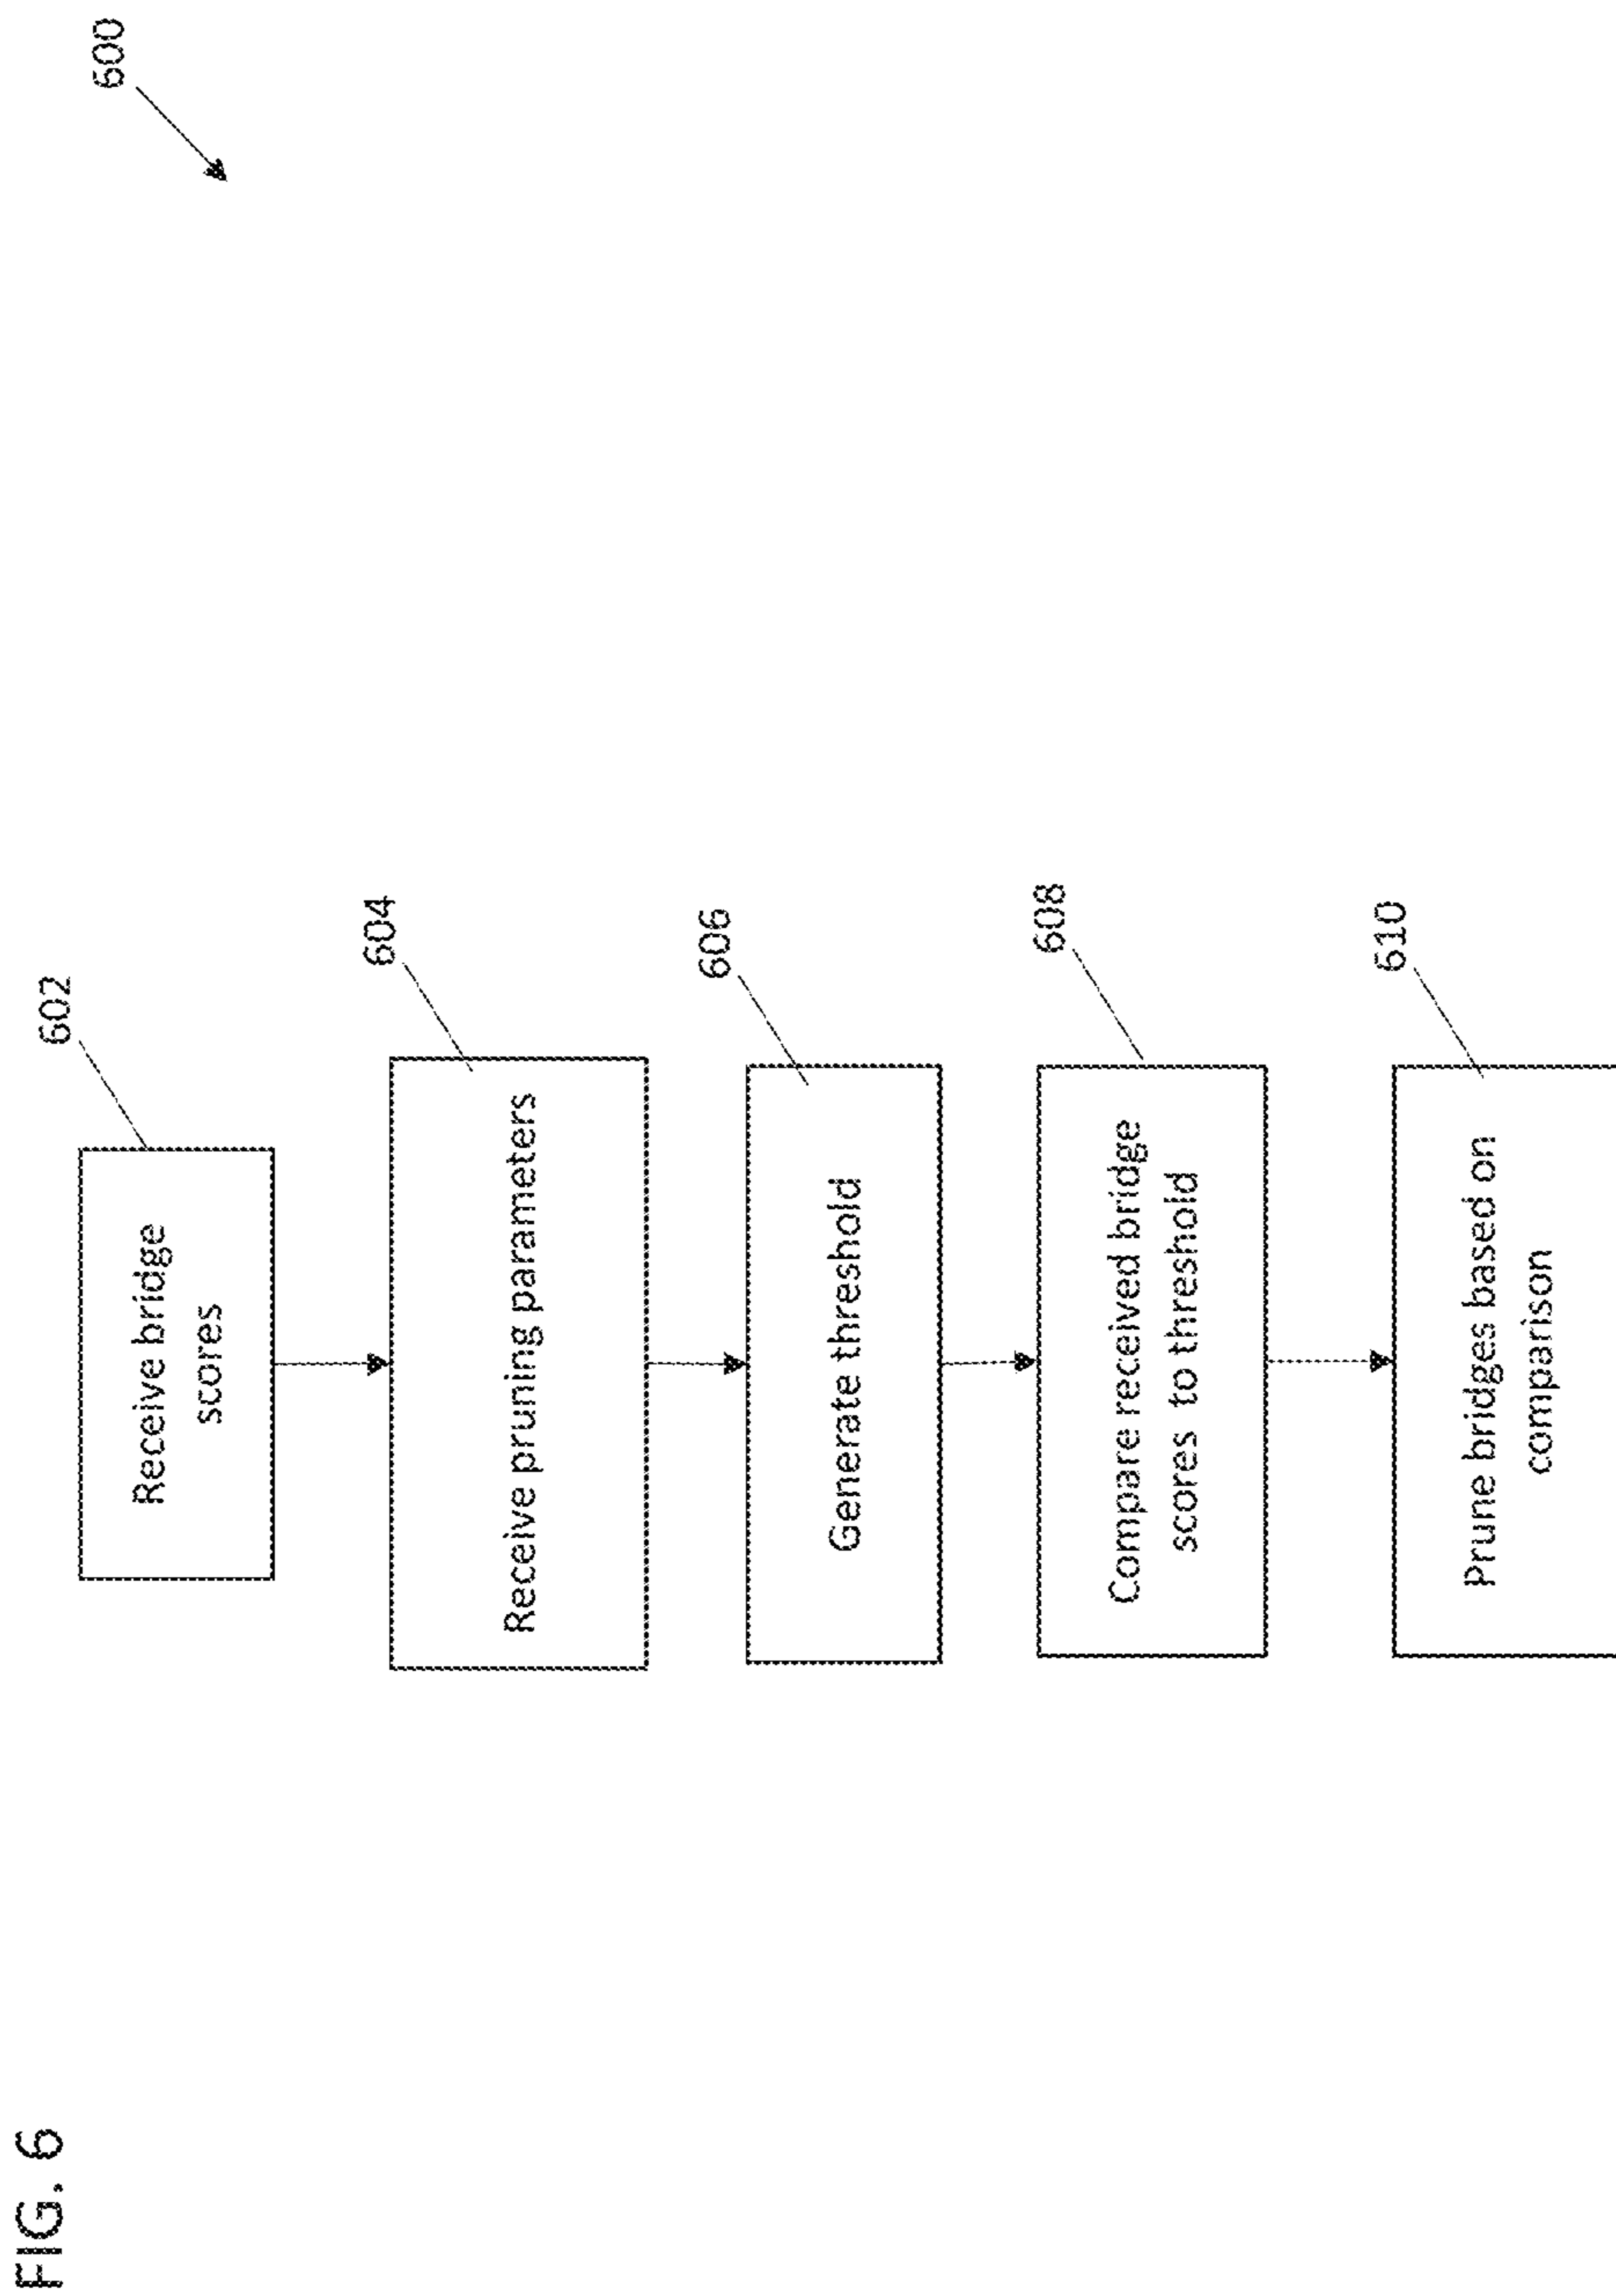 FIG. 6
600
602
Receive bridge
scores
604
Receive pruning parameters
606
Generate threshold
608
Compare received bridge
scores to threshold
610
Prune bridges based on
comparison